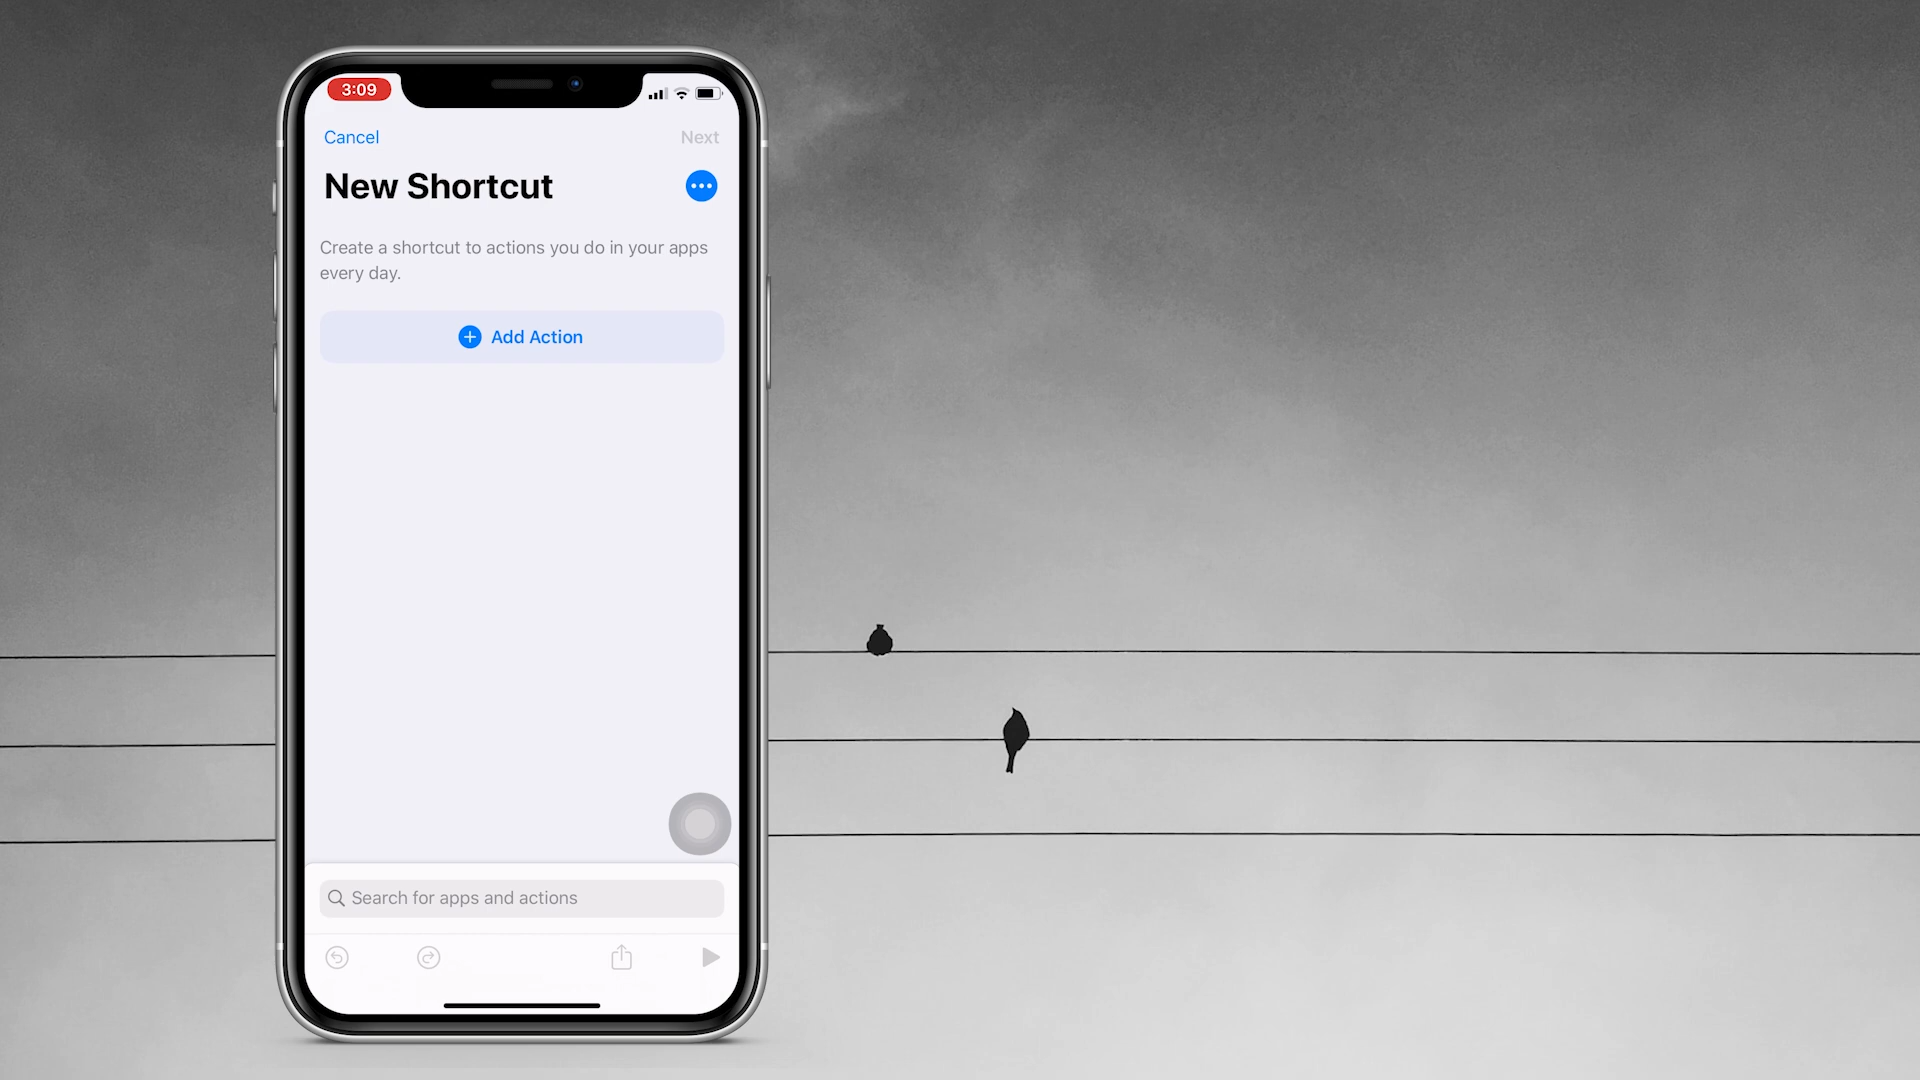 3:09
Cancel
Next
New Shortcut
Create a shortcut to actions you do in your apps
every day.
Add Action
Search for apps and actions